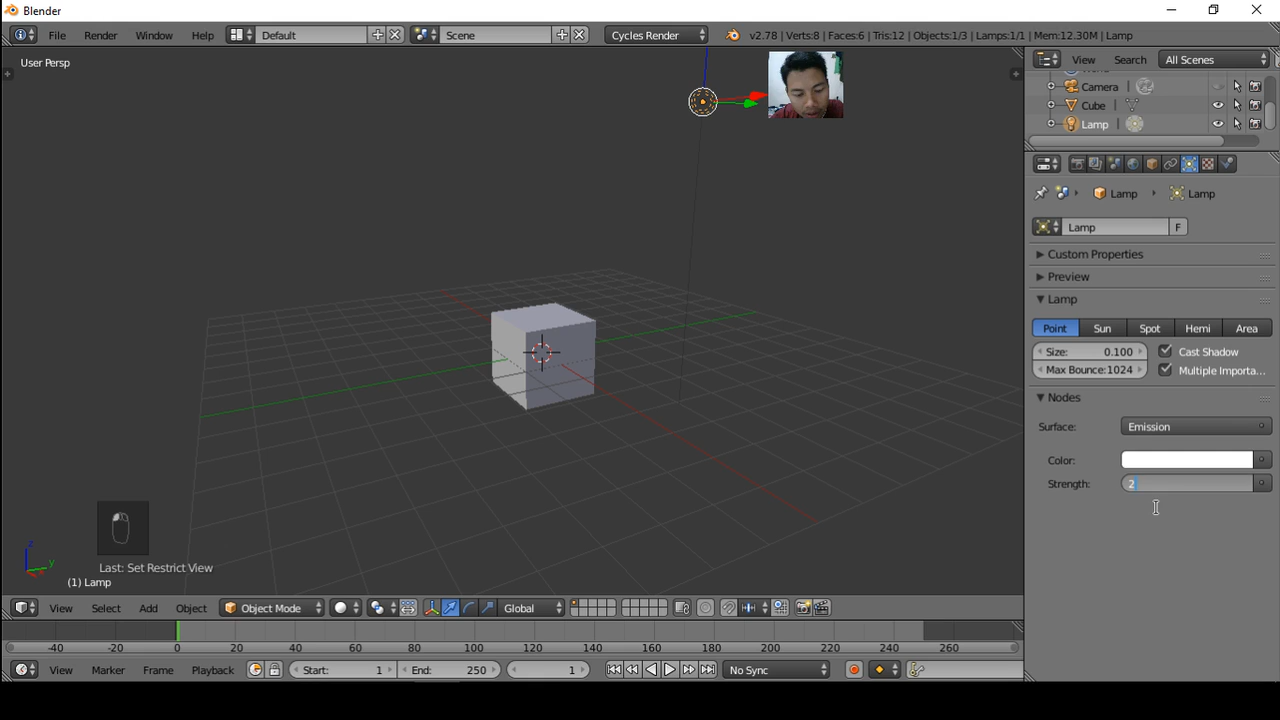 Blender
File Render Window Help Default Scene Cycles Render v2.78 | Verts:8 | Faces:6 | Tris:12 | Objects:1/3 | Lamps:1/1 | Mem:12.30M | Lamp
User Persp
View Search All Scenes
Camera
Cube
Lamp
Lamp Lamp
Lamp F
Custom Properties
Preview
Lamp
Point Sun Spot Hemi Area
Size: 0.100 Cast Shadow
Max Bounce:1024 Multiple Importa...
Nodes
Surface: Emission
Color:
Strength: 2
z
y
Last: Set Restrict View
(1) Lamp
View Select Add Object Object Mode Global
-40 -20 0 20 40 60 80 100 120 140 160 180 200 220 240 260
View Marker Frame Playback Start: 1 End: 250 1 No Sync